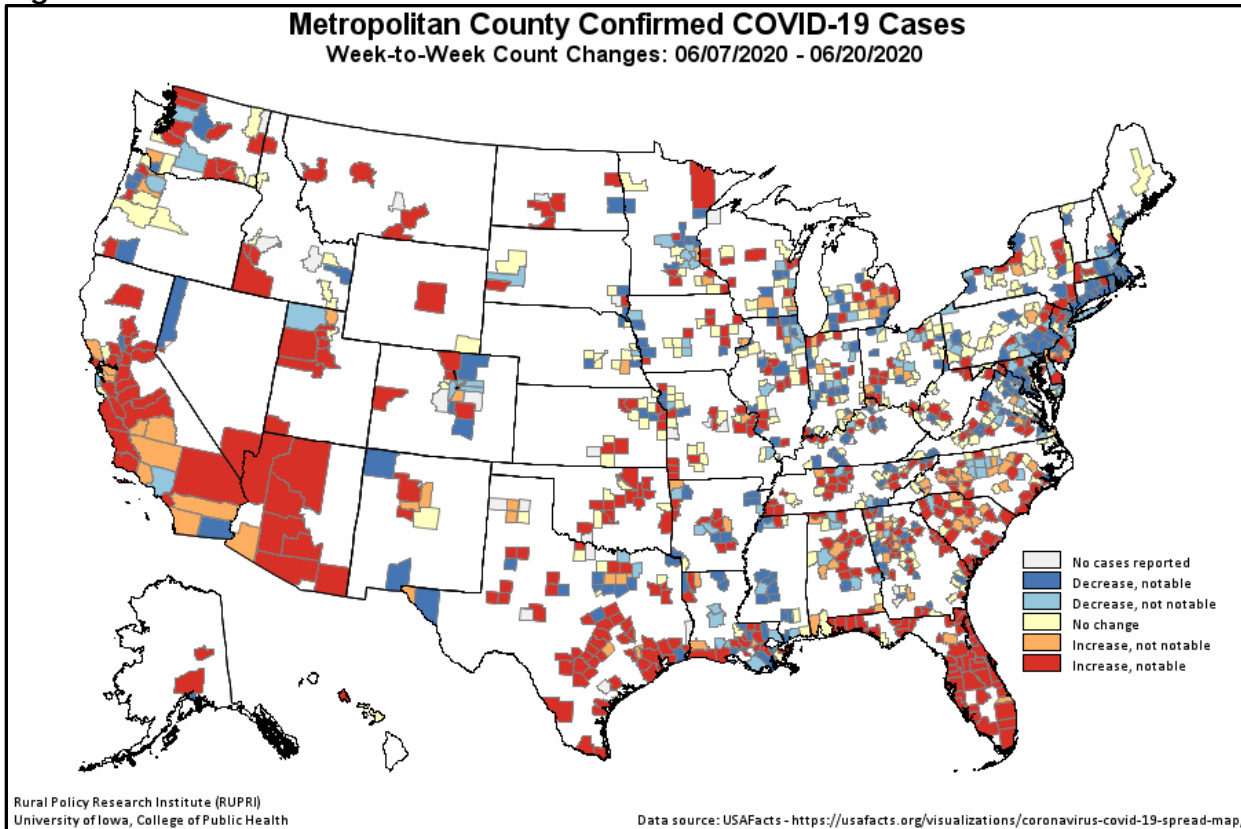 Metropolitan County Confirmed COVID-19 Cases
Week-to-Week Count Changes: 06/07/2020 - 06/20/2020
No cases reported
Decrease, notable
Decrease, not notable
No change
Increase, not notable
Increase, notable
Rural Policy Research Institute (RUPRI)
University of Iowa, College of Public Health
Data source: USAFacts - https://usafacts.org/visualizations/coronavirus-covid-19-spread-map/